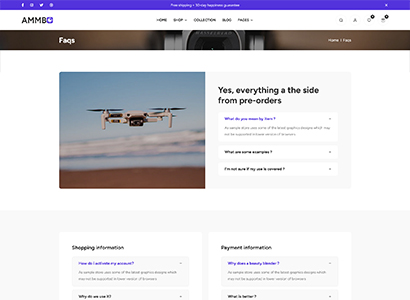 Free shipping + 30-day happiness guarantee
AMMBO
HOME SHOP COLLECTION BLOG PAGES
0 0
Faqs
Home | Faqs
Yes, everything a the side
from pre-orders
What do you mean by item ?
As sample store uses some of the latest graphics designs which may
not be supported in lower version of browsers.
What are some examples ?
I'm not sure if my use is covered ?
Shopping information
How do I activate my account?
As sample store uses some of the latest graphics designs which may
not be supported in lower version of browsers.
Why do we use it?
Payment information
Why does a beauty blender ?
As sample store uses some of the latest graphics designs which may
not be supported in lower version of browsers.
What is better ?